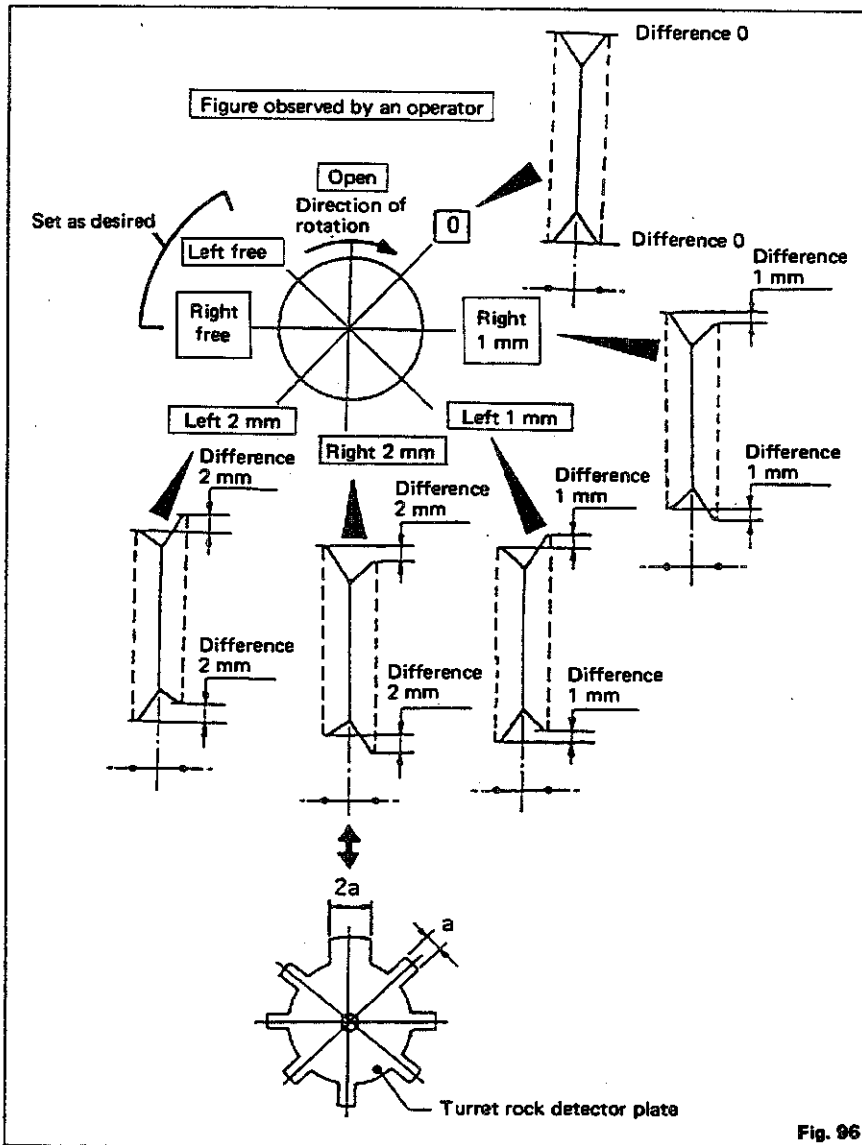 Difference 0
Figure observed by an operator
Open
Direction of
rotation
0
Set as desired
Left free
Difference 0
Difference
1 mm
Right
free
Right
1 mm
Left 2 mm
Left 1 mm
Right 2 mm
Difference
2 mm
Difference
2 mm
Difference
1 mm
Difference
1 mm
Difference
2 mm
Difference
2 mm
Difference
1 mm
2a
a
Turret rock detector plate
Fig. 96